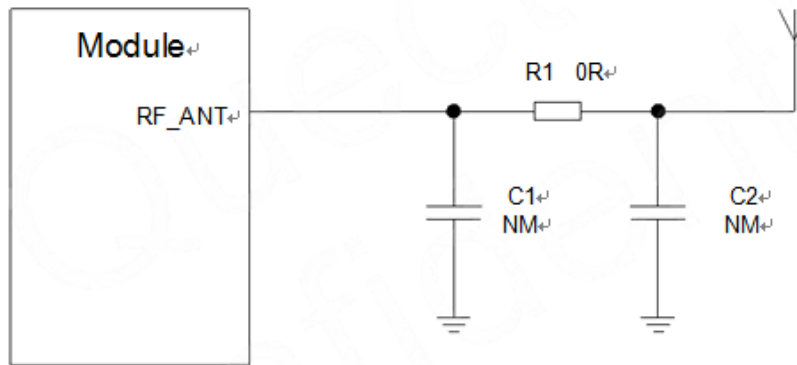 Module↵
R1 0R↵
RF_ANT↵
C1↵
NM↵
C2↵
NM↵